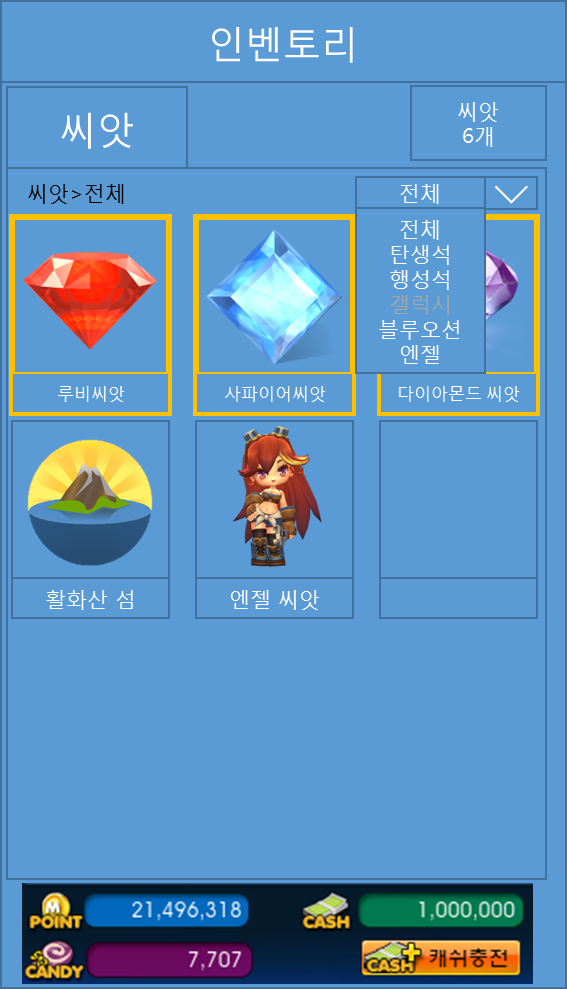 인벤토리
씨앗
씨앗
6개
씨앗>전체
전체
전체
탄생석
행성석
갤럭시
블루오션
엔젤
루비씨앗
사파이어씨앗
다이아몬드 씨앗
활화산 섬
엔젤 씨앗
M
POINT
21,496,318
CASH
1,000,000
CANDY
7,707
CASH
캐쉬충전